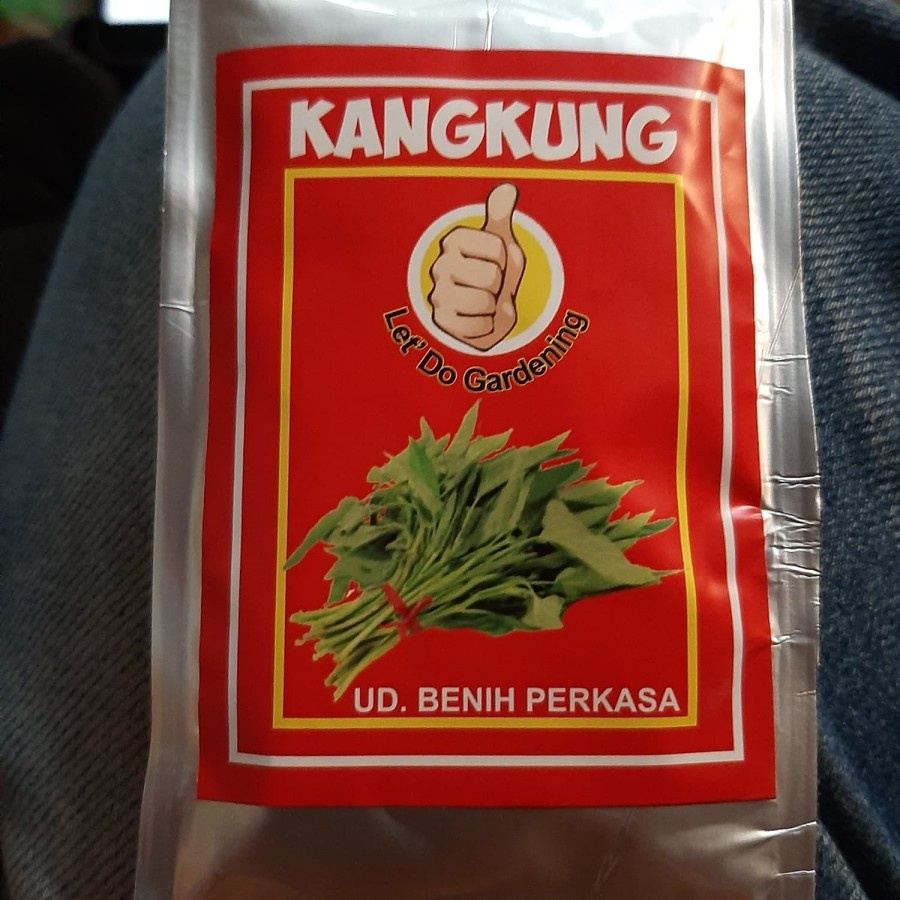 KANGKUNG
Let' Do Gardening
UD. BENIH PERKASA